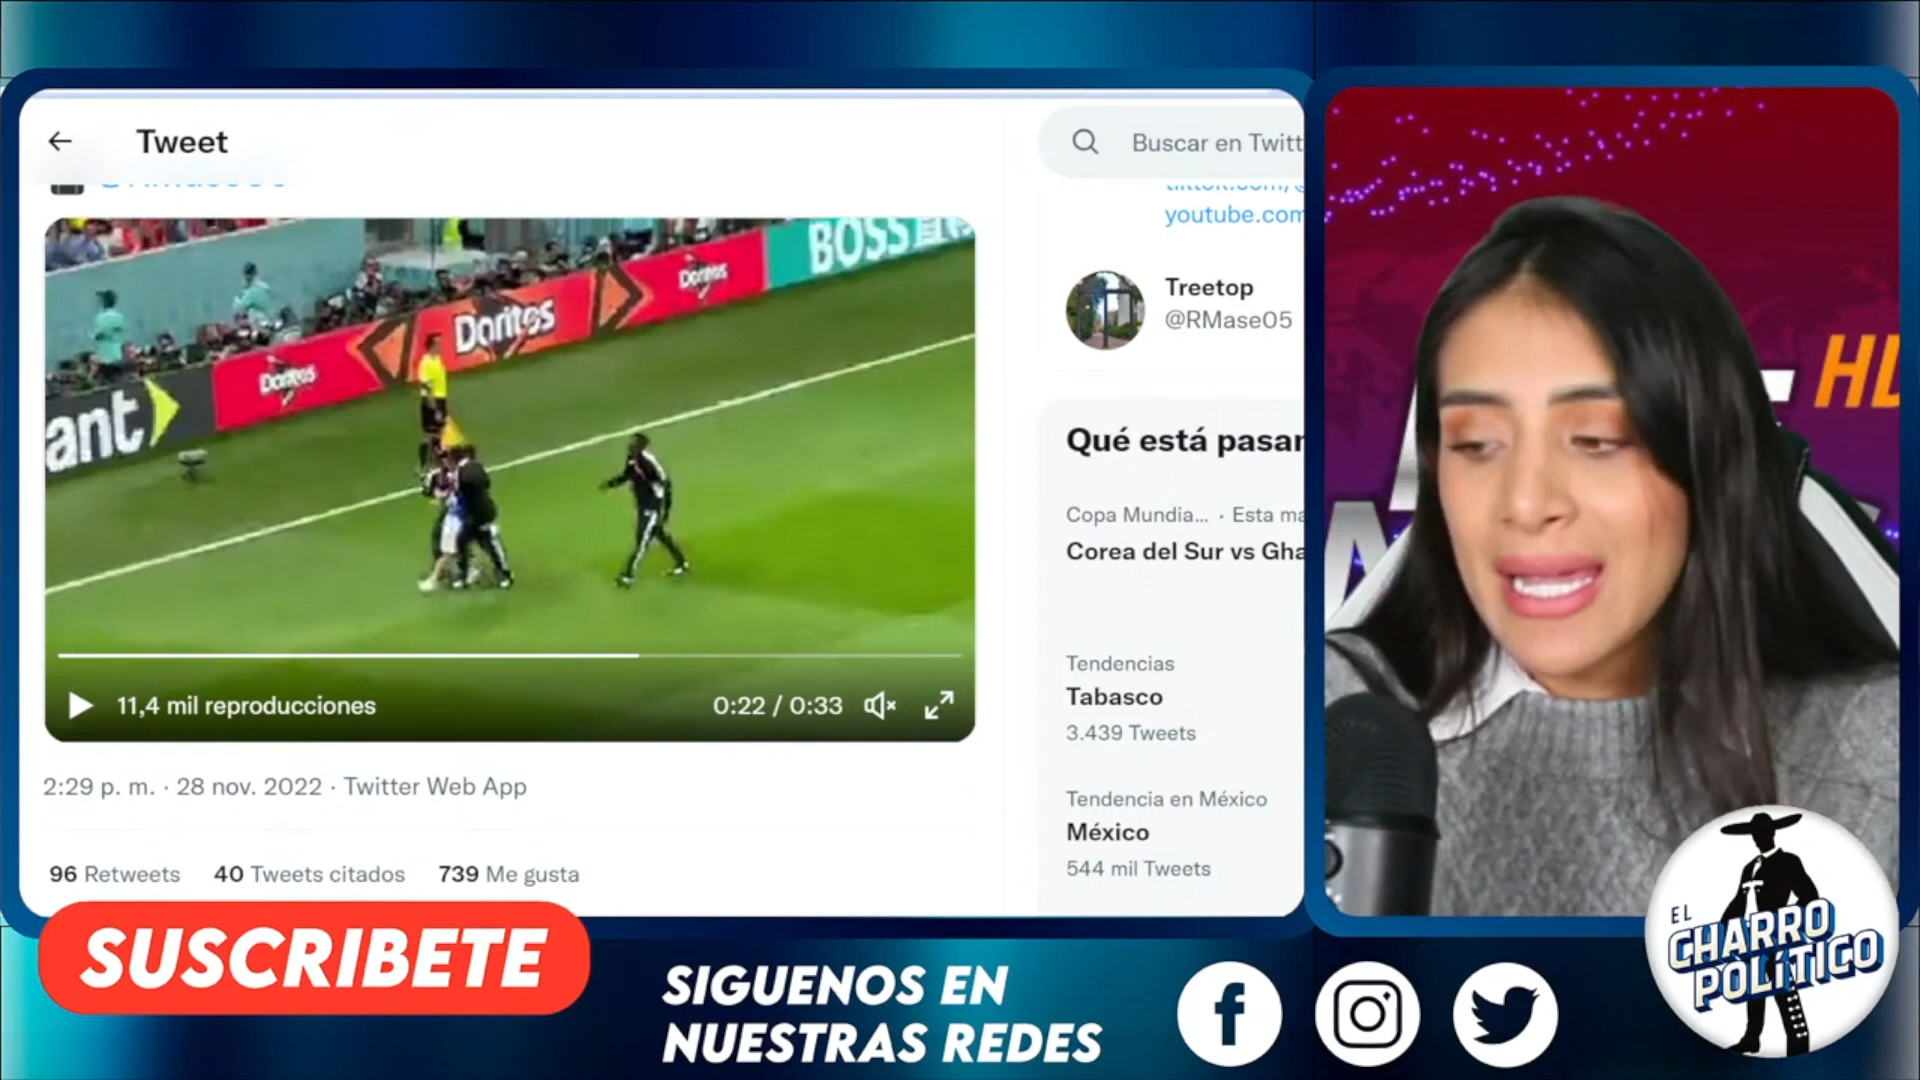 Tweet
Buscar en Twitt
youtube.com
Treetop
@RMase05
BOSS
Doritos
Doritos
Doritos
ant
Qué está pasar
Copa Mundia... · Esta ma
Corea del Sur vs Gha
Tendencias
Tabasco
3.439 Tweets
Tendencia en México
México
544 mil Tweets
11,4 mil reproducciones
0:22 / 0:33
2:29 p. m. · 28 nov. 2022 · Twitter Web App
96 Retweets 40 Tweets citados 739 Me gusta
HD
SUSCRIBETE
SIGUENOS EN
NUESTRAS REDES
EL
CHARRO
POLÍTICO